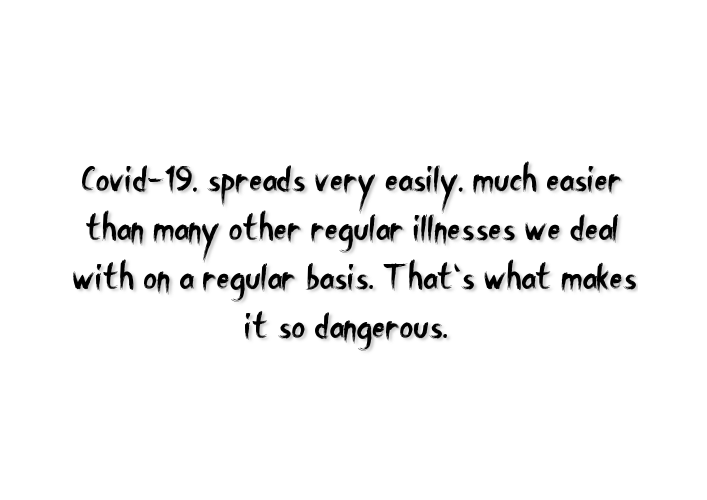 Covid-19. spreads very easily. much easier
than many other regular illnesses we deal
with on a regular basis. That`s what makes
it so dangerous.